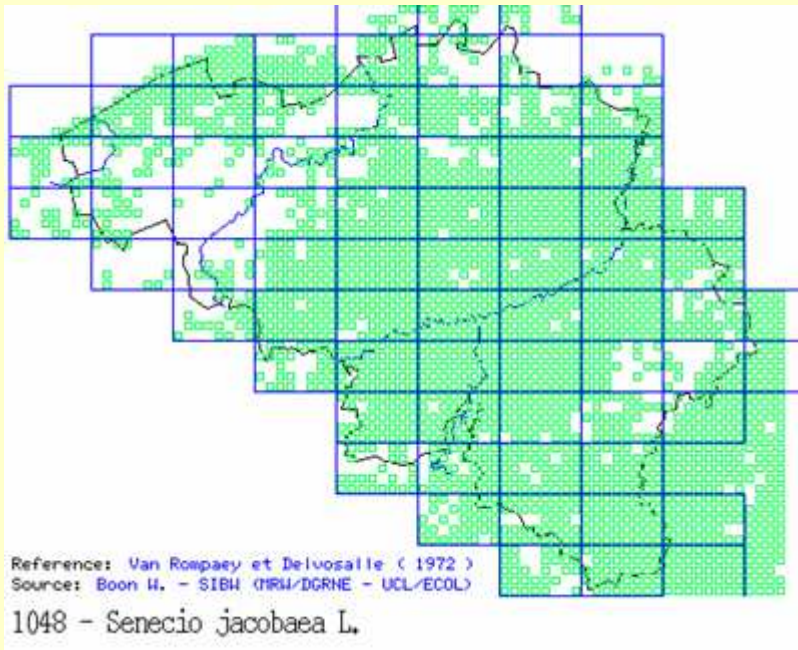 Reference: Van Rompaey et Delvosalle ( 1972 )
Source: Boon W. - SIBW (MRW/DGRNE - UCL/ECOL)
1048 - Senecio jacobaea L.